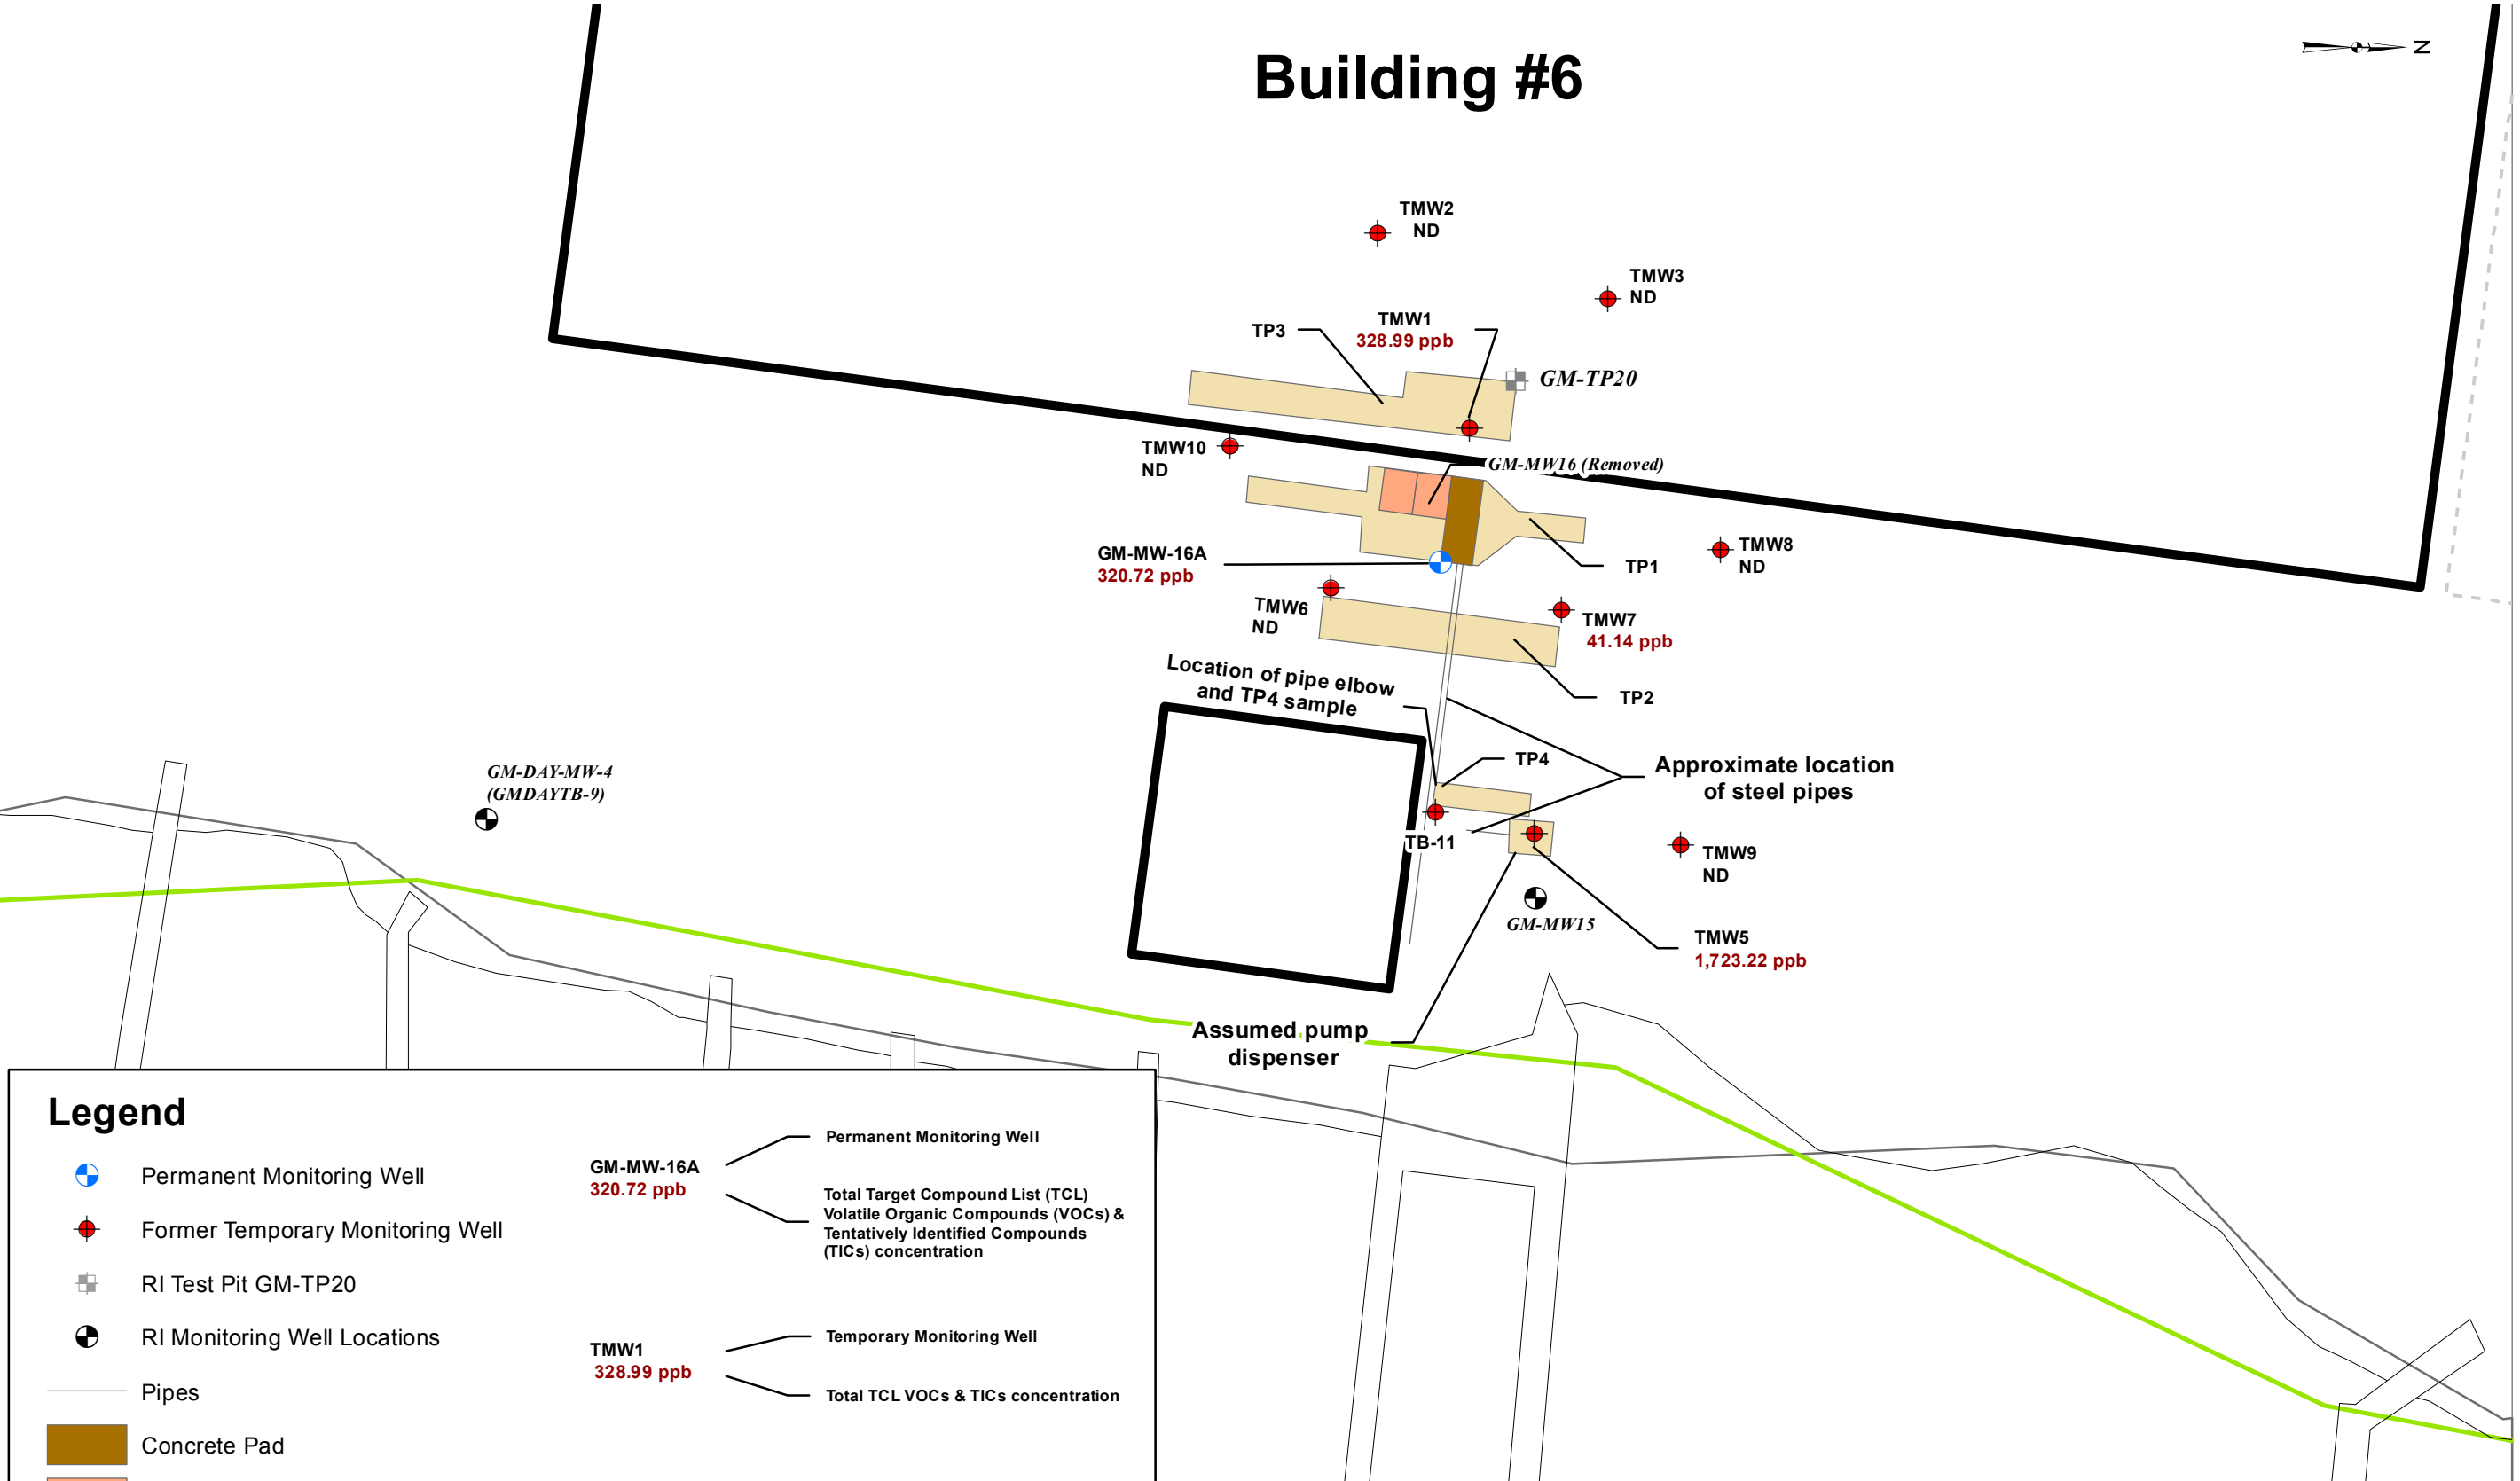 Building #6
N
TMW2
ND
TMW3
ND
TP3
TMW1
328.99 ppb
GM-TP20
TMW10
ND
GM-MW16 (Removed)
GM-MW-16A
320.72 ppb
TMW8
ND
TP1
TMW6
ND
TMW7
41.14 ppb
Location of pipe elbow
and TP4 sample
TP2
TP4
Approximate location
of steel pipes
GM-DAY-MW-4
(GMDAYTB-9)
TB-11
TMW9
ND
GM-MW15
TMW5
1,723.22 ppb
Assumed pump
dispenser
Legend
Permanent Monitoring Well
Former Temporary Monitoring Well
RI Test Pit GM-TP20
RI Monitoring Well Locations
Pipes
Concrete Pad
GM-MW-16A
320.72 ppb
Permanent Monitoring Well
Total Target Compound List (TCL)
Volatile Organic Compounds (VOCs) &
Tentatively Identified Compounds
(TICs) concentration
TMW1
328.99 ppb
Temporary Monitoring Well
Total TCL VOCs & TICs concentration